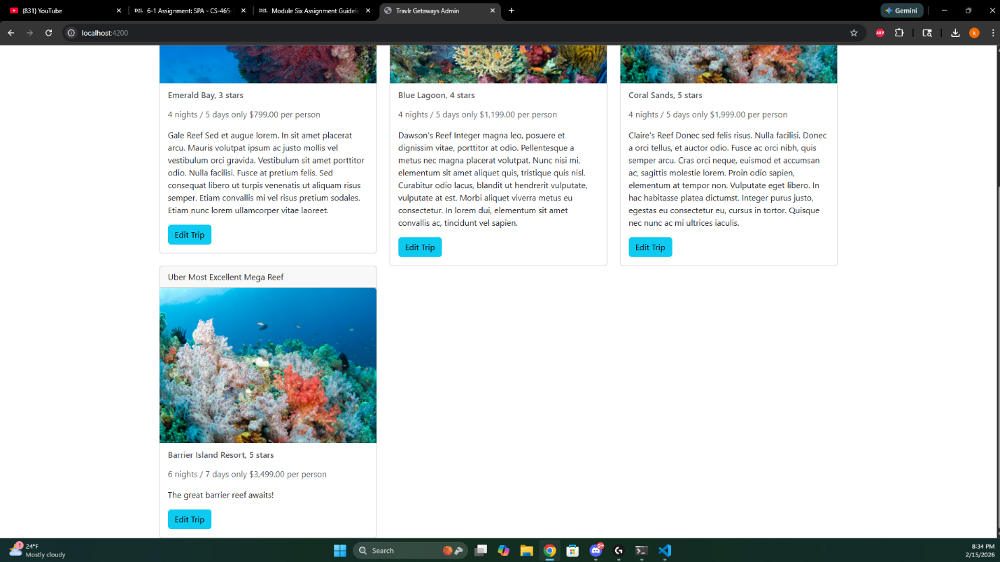 (831) YouTube
D2L 6-1 Assignment: SPA - CS-465-
D2L Module Six Assignment Guideli
Travlr Getaways Admin
Gemini
localhost:4200
ABP
k
Emerald Bay, 3 stars
4 nights / 5 days only $799.00 per person
Gale Reef Sed et augue lorem. In sit amet placerat
arcu. Mauris volutpat ipsum ac justo mollis vel
vestibulum orci gravida. Vestibulum sit amet porttitor
odio. Nulla facilisi. Fusce at pretium felis. Sed
consequat libero ut turpis venenatis ut aliquam risus
semper. Etiam convallis mi vel risus pretium sodales.
Etiam nunc lorem ullamcorper vitae laoreet.
Edit Trip
Blue Lagoon, 4 stars
4 nights / 5 days only $1,199.00 per person
Dawson's Reef Integer magna leo, posuere et
dignissim vitae, porttitor at odio. Pellentesque a
metus nec magna placerat volutpat. Nunc nisi mi,
elementum sit amet aliquet quis, tristique quis nisl.
Curabitur odio lacus, blandit ut hendrerit vulputate,
vulputate at est. Morbi aliquet viverra metus eu
consectetur. In lorem dui, elementum sit amet
convallis ac, tincidunt vel sapien.
Edit Trip
Coral Sands, 5 stars
4 nights / 5 days only $1,999.00 per person
Claire's Reef Donec sed felis risus. Nulla facilisi. Donec
a orci tellus, et auctor odio. Fusce ac orci nibh, quis
semper arcu. Cras orci neque, euismod et accumsan
ac, sagittis molestie lorem. Proin odio sapien,
elementum at tempor non. Vulputate eget libero. In
hac habitasse platea dictumst. Integer purus justo,
egestas eu consectetur eu, cursus in tortor. Quisque
nec nunc ac mi ultrices iaculis.
Edit Trip
Uber Most Excellent Mega Reef
Barrier Island Resort, 5 stars
6 nights / 7 days only $3,499.00 per person
The great barrier reef awaits!
Edit Trip
1
24°F
Mostly cloudy
Search
9+
8:34 PM
2/15/2026